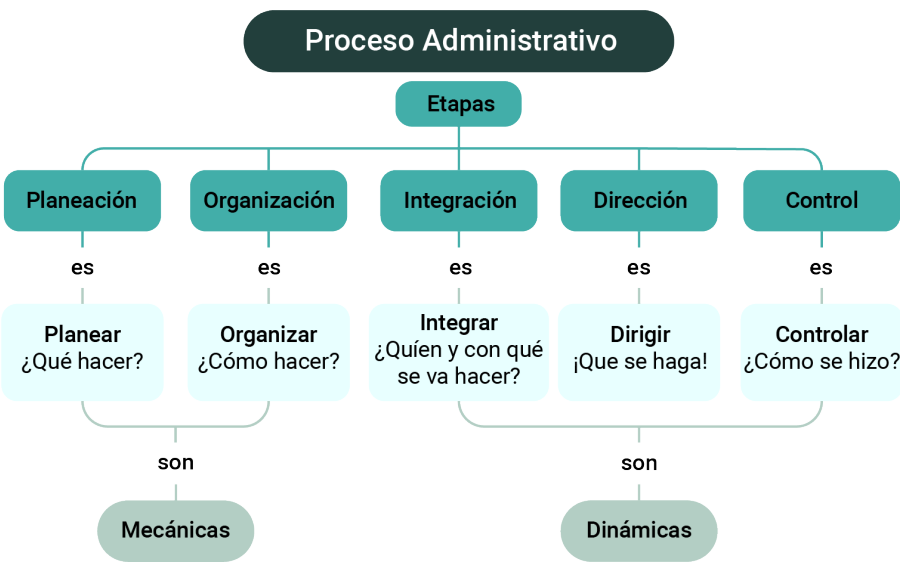 Proceso Administrativo
Etapas
Planeación
Organización
Integración
Dirección
Control
es
es
es
es
es
Planear
¿Qué hacer?
Organizar
¿Cómo hacer?
Integrar
¿Quíen y con qué
se va hacer?
Dirigir
¡Que se haga!
Controlar
¿Cómo se hizo?
son
son
Mecánicas
Dinámicas